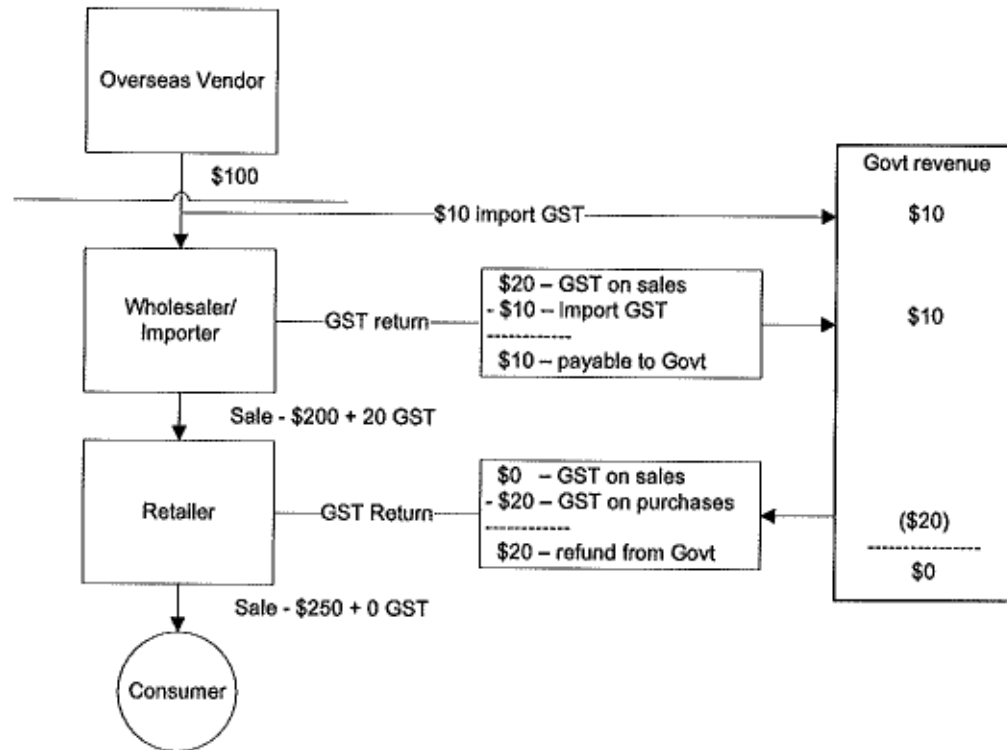 Overseas Vendor
$100
Govt revenue
$10 import GST
$10
Wholesaler/
Importer
GST return
$20 – GST on sales
- $10 – Import GST
----------
$10 – payable to Govt
$10
Sale - $200 + 20 GST
Retailer
GST Return
$0 – GST on sales
- $20 – GST on purchases
----------
$20 – refund from Govt
($20)
--------------
$0
Sale - $250 + 0 GST
Consumer